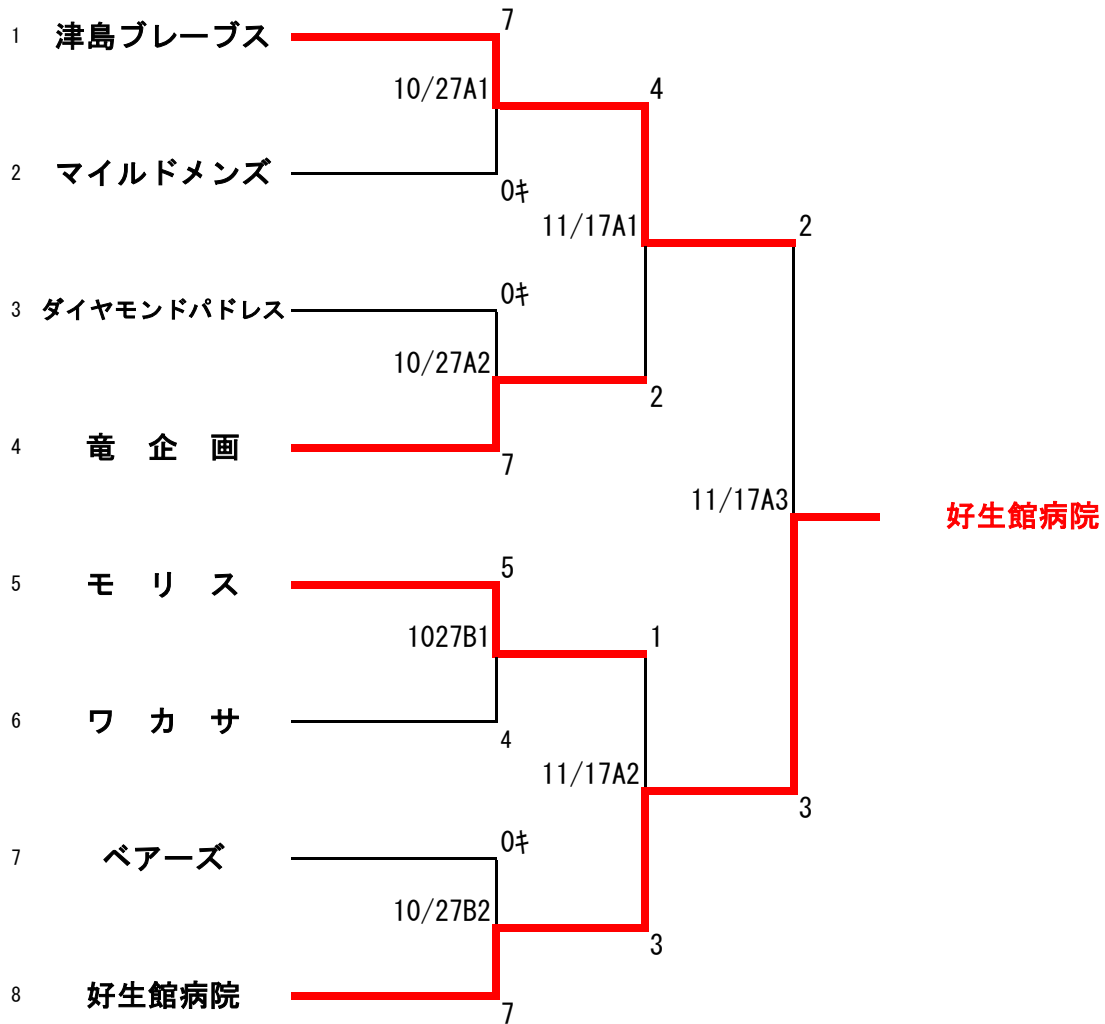 7
1 津島ブレーブス
10/27A1
4
2 マイルドメンズ
0ｷ
11/17A1
2
3 ダイヤモンドパドレス
0ｷ
10/27A2
2
4 竜 企 画
7
11/17A3
好生館病院
5 モ リ ス
5
1027B1
1
6 ワ カ サ
4
11/17A2
3
7 ベアーズ
0ｷ
10/27B2
3
8 好生館病院
7